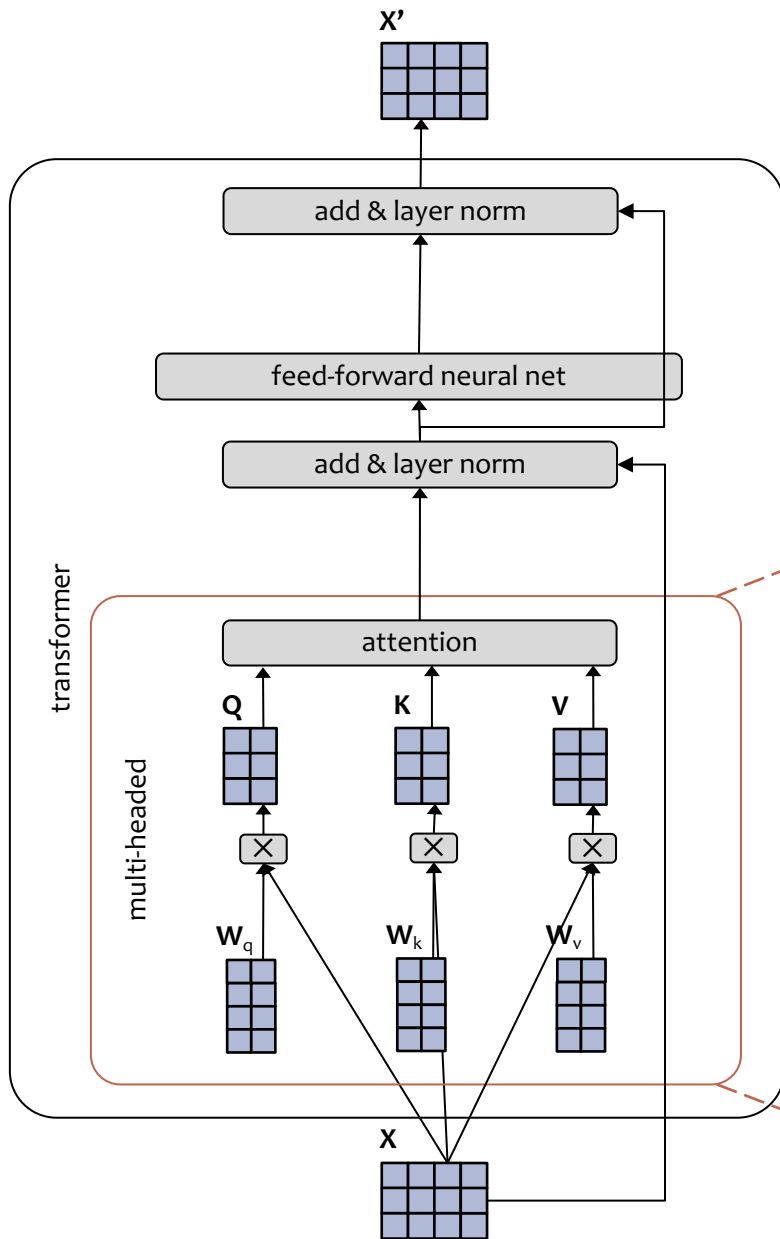 X’
add & layer norm
feed-forward neural net
add & layer norm
transformer
multi-headed
attention
Q
K
V
×
×
×
Wq
Wk
Wv
X